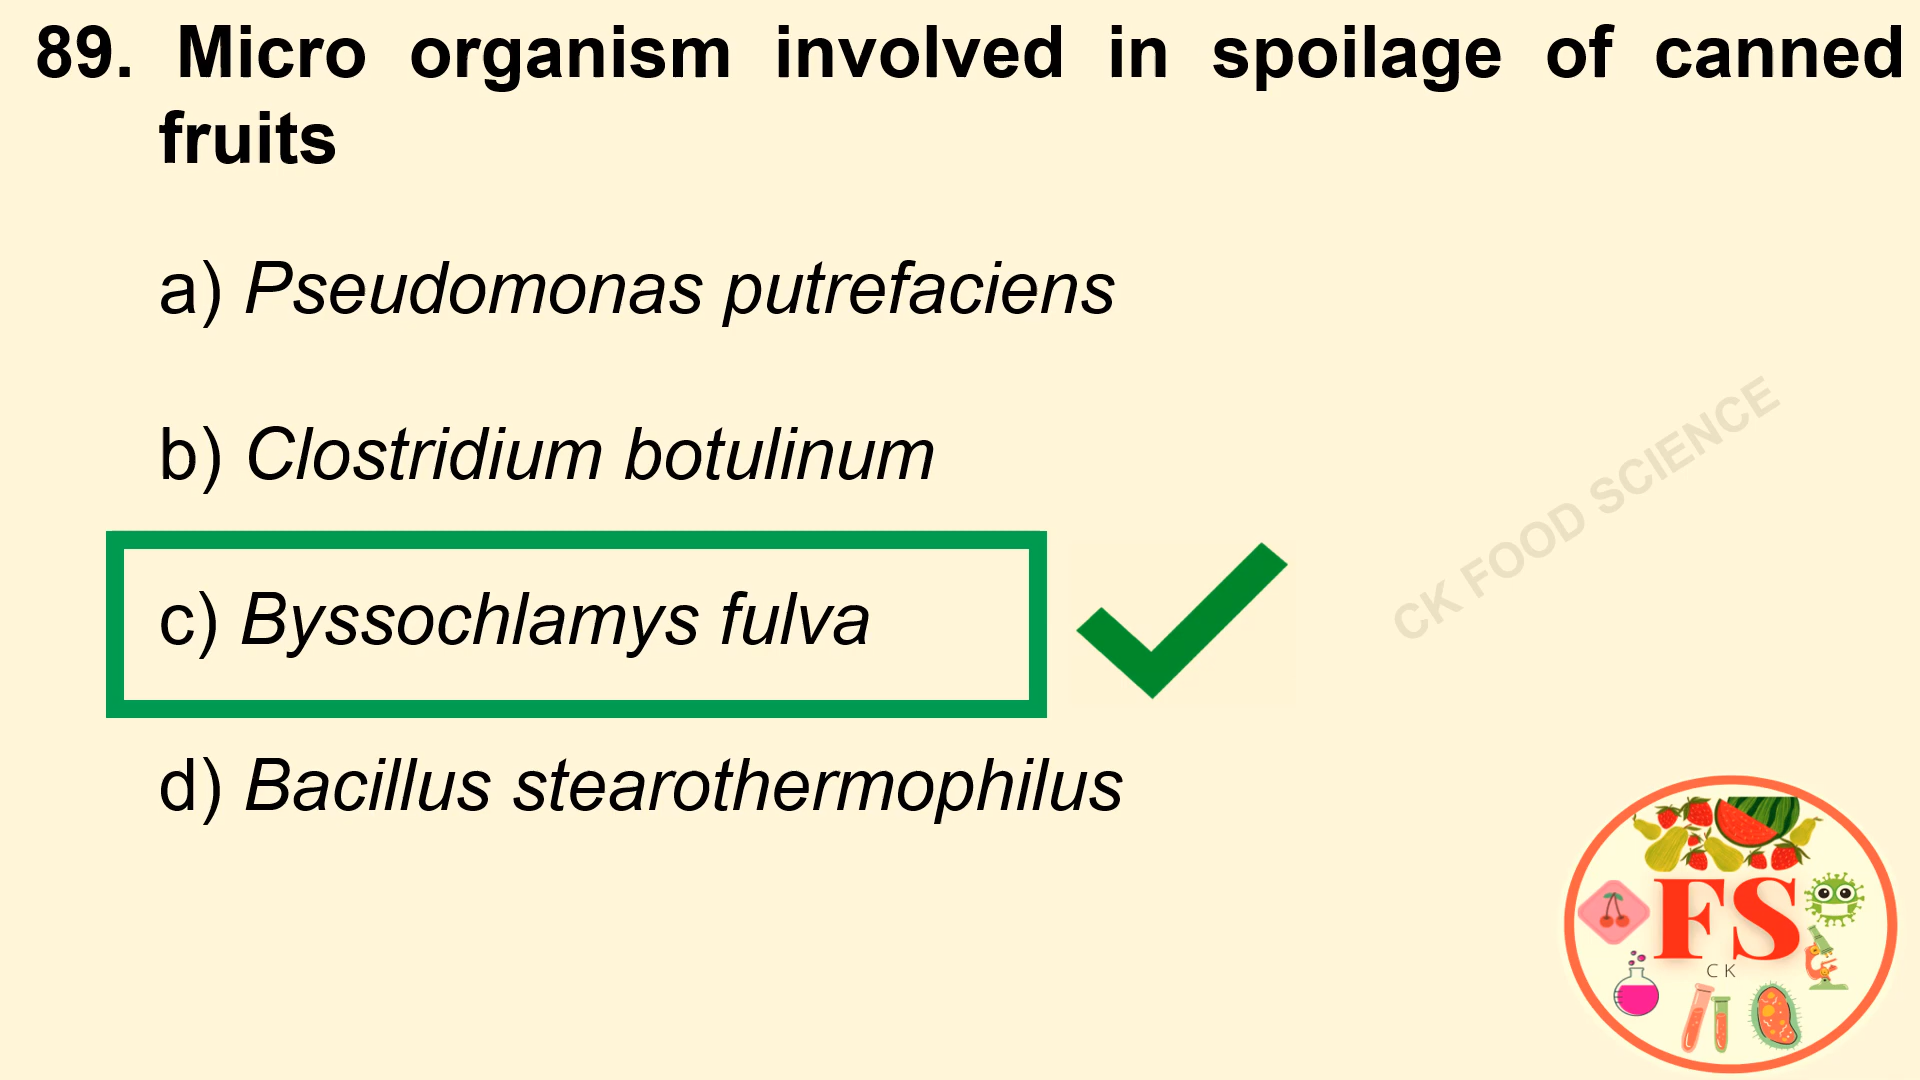 89. Micro organism involved in spoilage of canned
fruits
a) Pseudomonas putrefaciens
b) Clostridium botulinum
c) Byssochlamys fulva
d) Bacillus stearothermophilus
CK FOOD SCIENCE
FS
CK